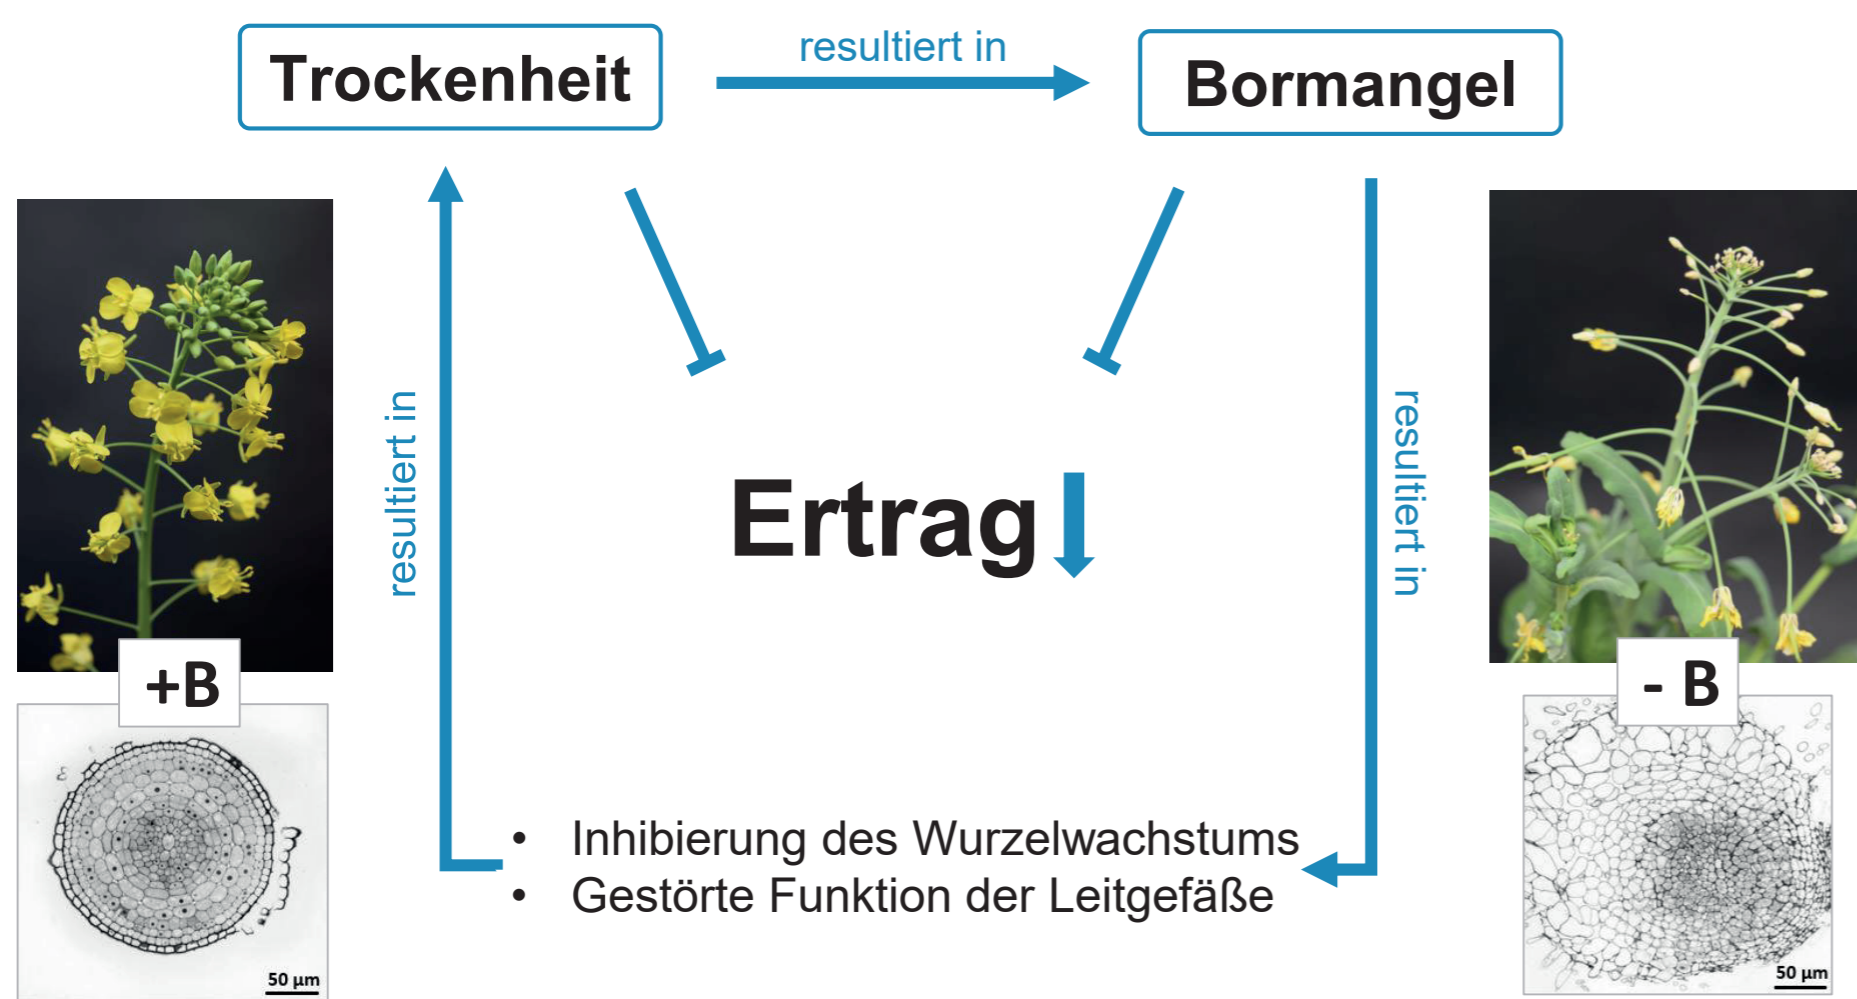 Trockenheit
resultiert in
Bormangel
resultiert in
Ertrag
resultiert in
+B
- B
• Inhibierung des Wurzelwachstums
• Gestörte Funktion der Leitgefäße
50 µm
50 µm